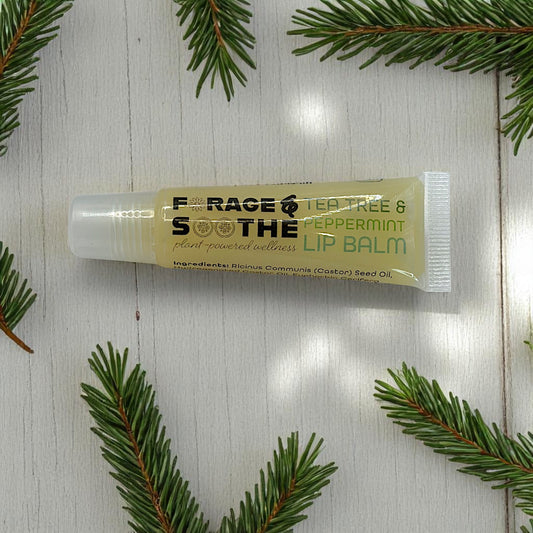 FORAGE &
SOOTHE
plant-powered wellness
TEA TREE &
PEPPERMINT
LIP BALM
Ingredients: Ricinus Communis (Castor) Seed Oil,